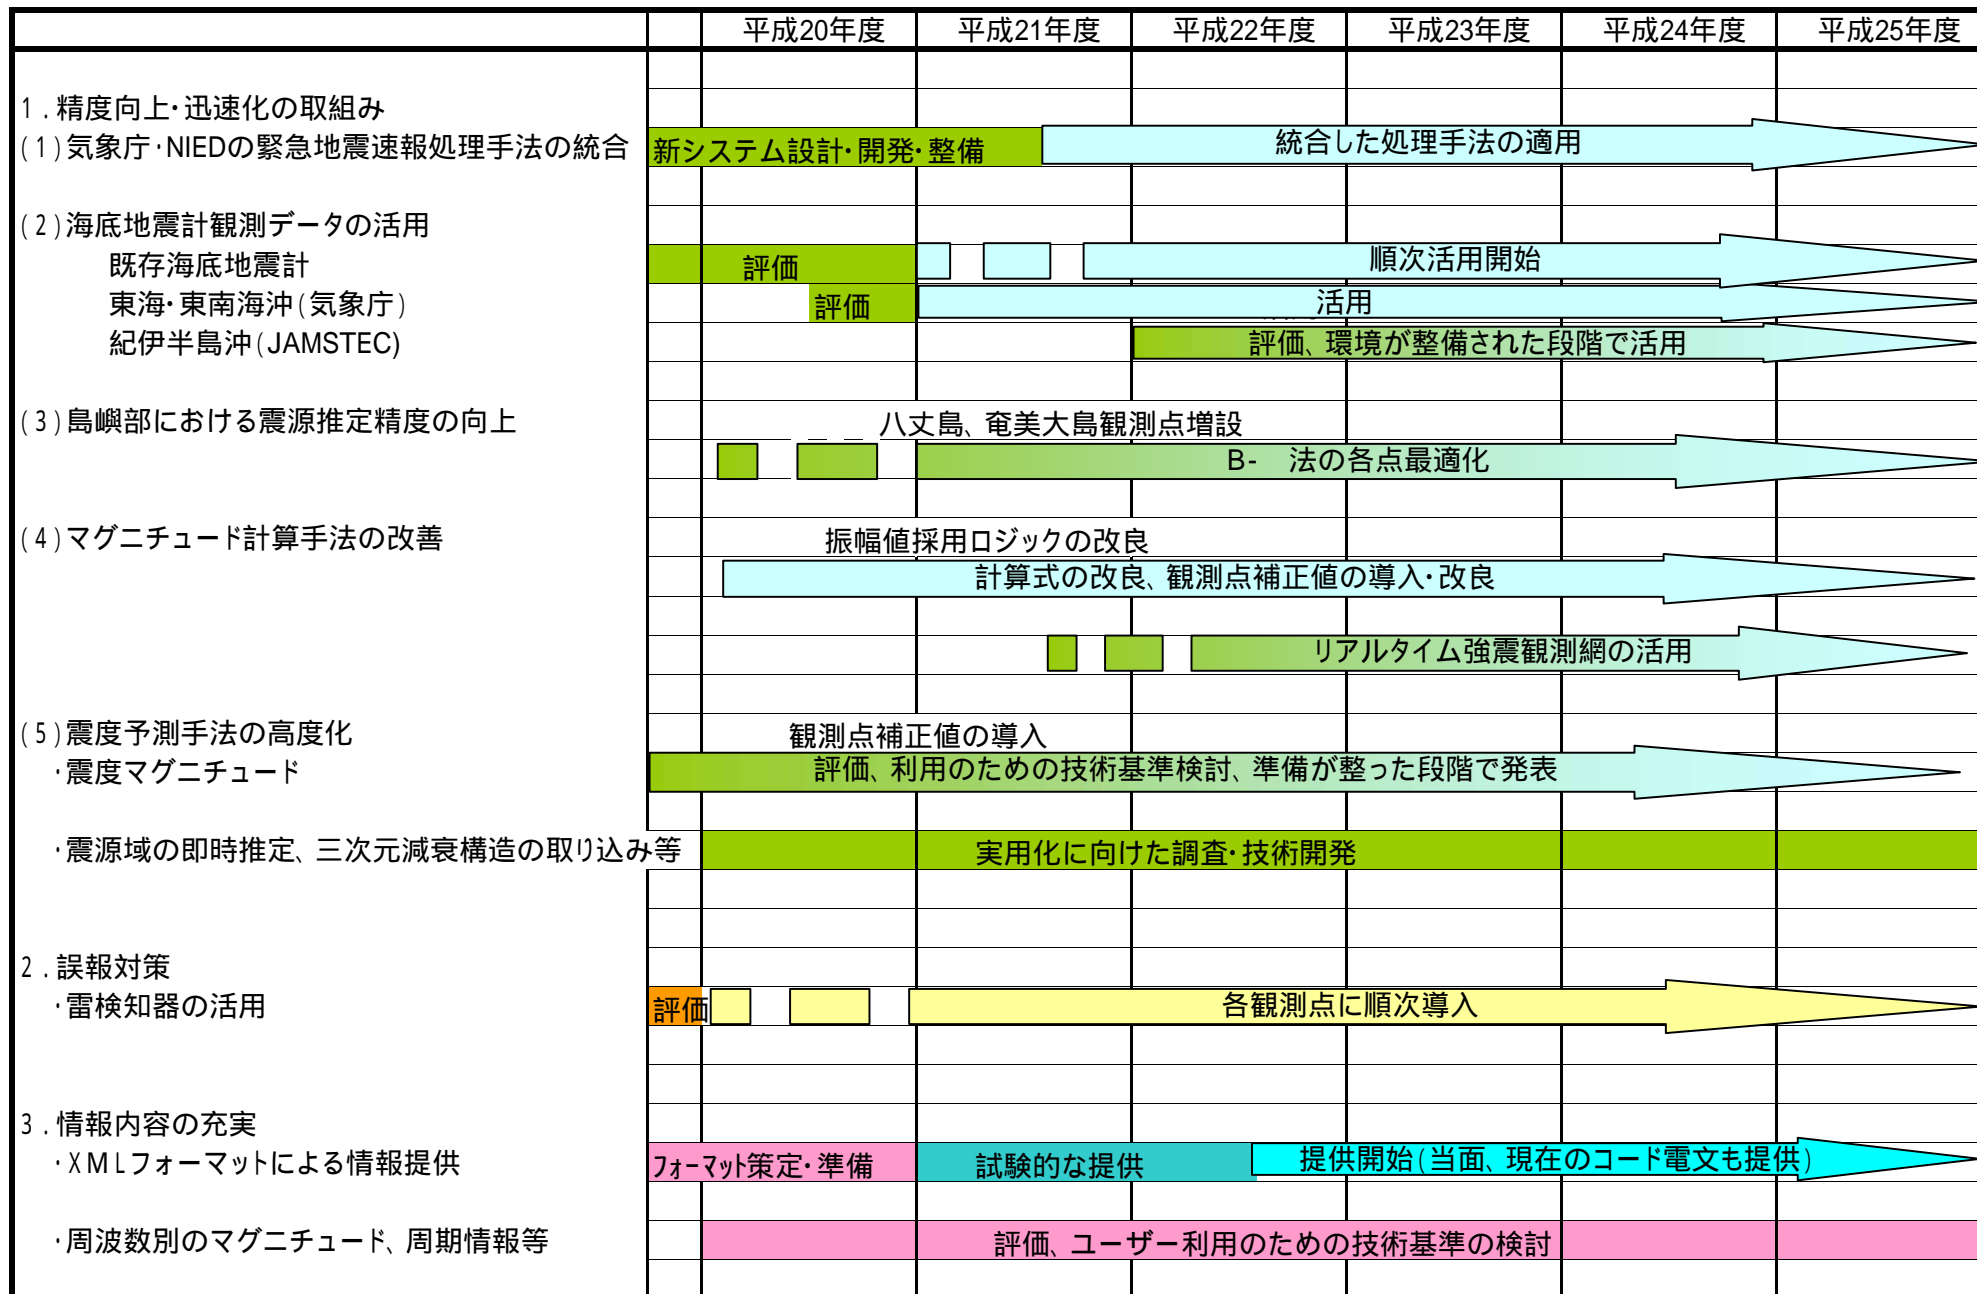 平成20年度 平成21年度 平成22年度 平成23年度 平成24年度 平成25年度
1．精度向上・迅速化の取組み
(1)気象庁・NIEDの緊急地震速報処理手法の統合 新システム設計・開発・整備 統合した処理手法の適用
(2)海底地震計観測データの活用
既存海底地震計 評価 順次活用開始
東海・東南海沖(気象庁) 評価 活用
紀伊半島沖(JAMSTEC) 評価、環境が整備された段階で活用
(3)島嶼部における震源推定精度の向上 八丈島、奄美大島観測点増設
B- 法の各点最適化
(4)マグニチュード計算手法の改善 振幅値採用ロジックの改良
計算式の改良、観測点補正値の導入・改良
リアルタイム強震観測網の活用
(5)震度予測手法の高度化 観測点補正値の導入
・震度マグニチュード 評価、利用のための技術基準検討、準備が整った段階で発表
・震源域の即時推定、三次元減衰構造の取り込み等 実用化に向けた調査・技術開発
2．誤報対策
・雷検知器の活用 評価 各観測点に順次導入
3．情報内容の充実
・XMLフォーマットによる情報提供 フォーマット策定・準備 試験的な提供 提供開始(当面、現在のコード電文も提供)
・周波数別のマグニチュード、周期情報等 評価、ユーザー利用のための技術基準の検討